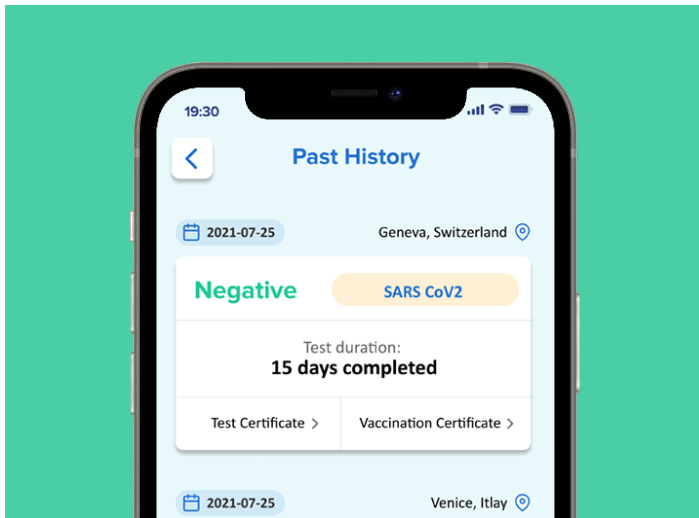 19:30
Past History
2021-07-25 Geneva, Switzerland
Negative SARS CoV2
Test duration:
15 days completed
Test Certificate > Vaccination Certificate >
2021-07-25 Venice, Itlay